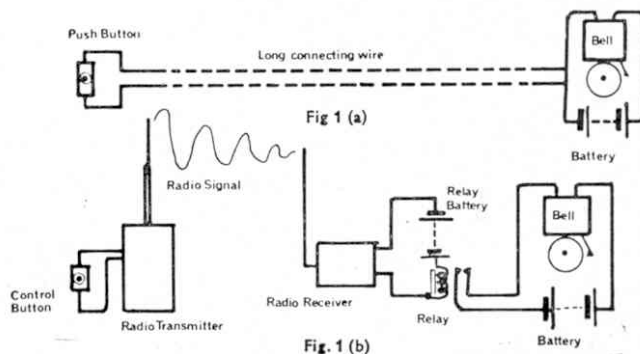 Push Button
Long connecting wire
Bell
Fig 1 (a)
Battery
Radio Signal
Relay
Battery
Bell
Control
Button
Radio Transmitter
Radio Receiver
Relay
Battery
Fig. 1 (b)